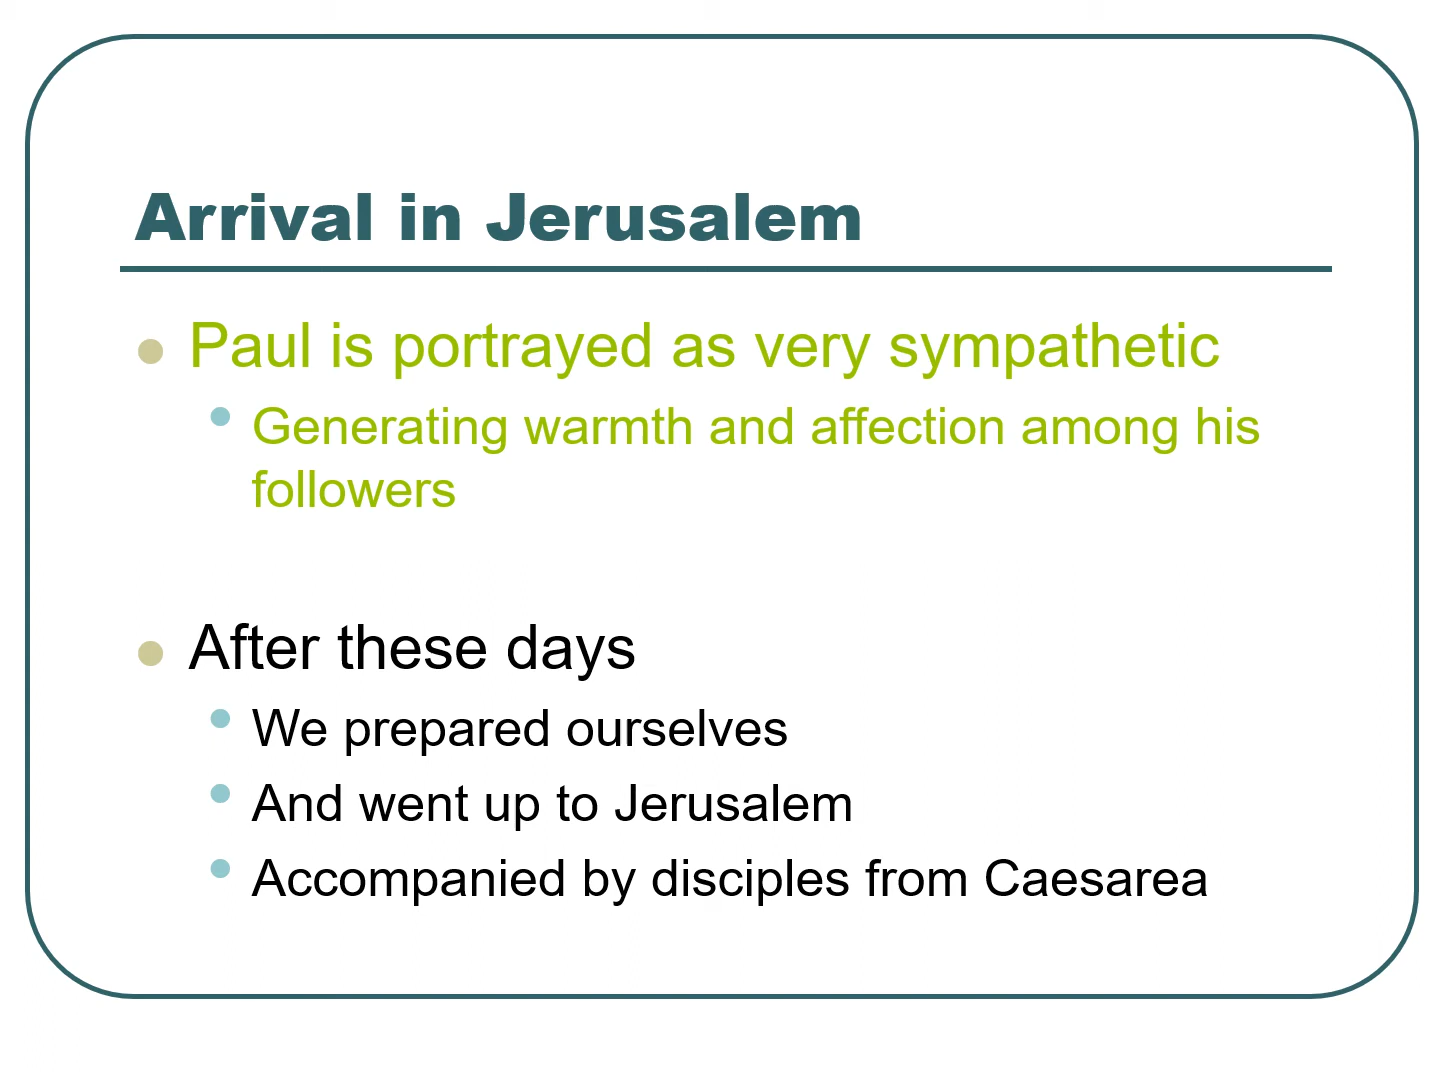 Arrival in Jerusalem
Paul is portrayed as very sympathetic
Generating warmth and affection among his
followers
After these days
We prepared ourselves
And went up to Jerusalem
Accompanied by disciples from Caesarea